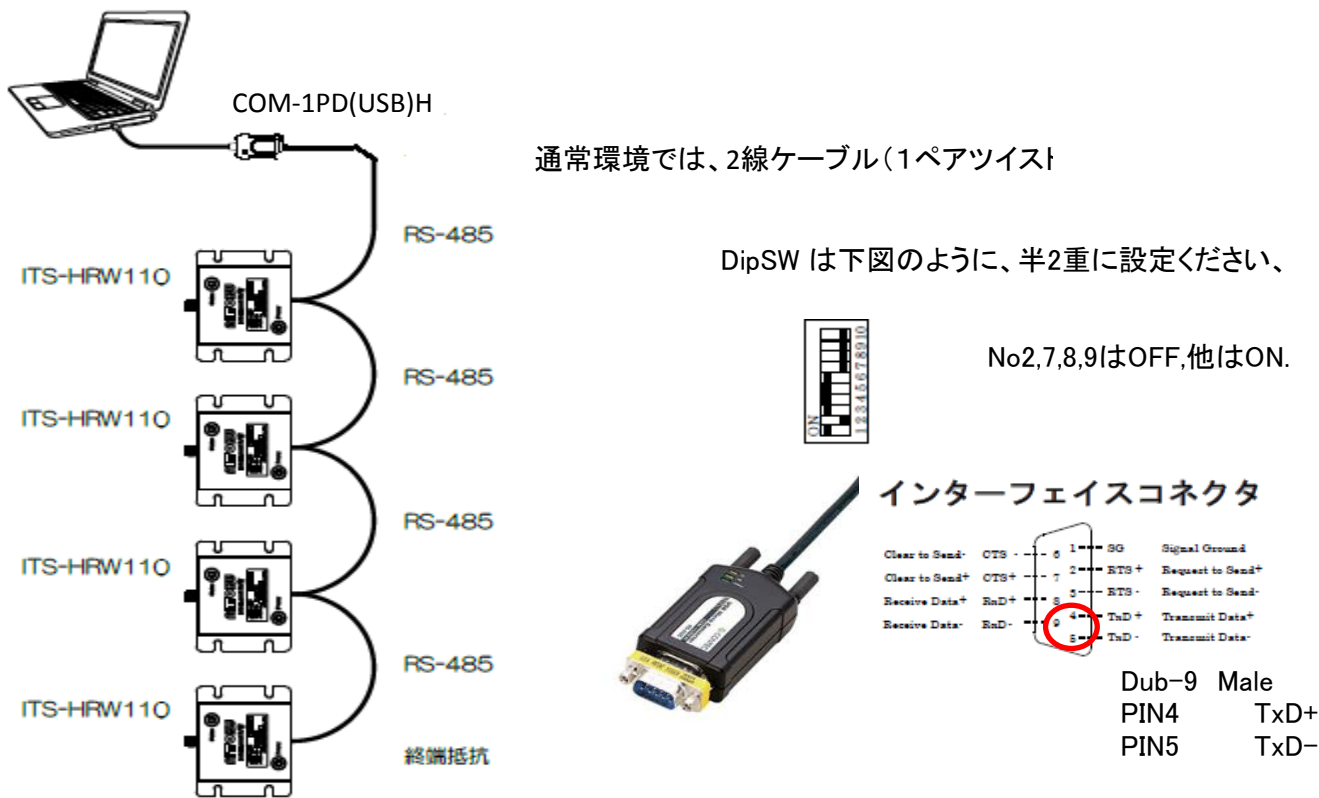 COM-1PD(USB)H
通常環境では、2線ケーブル(1ペアツイスト
RS-485
ITS-HRW110
DipSW は下図のように、半2重に設定ください、
ON
1 2 3 4 5 6 7 8 9 10
No2,7,8,9はOFF,他はON.
RS-485
ITS-HRW110
インターフェイスコネクタ
RS-485
Clear to Send- CTS - 6 1 SG Signal Ground
Clear to Send+ CTS+ 7 2 RTS+ Request to Send+
Receive Data+ RxD+ 8 3 RTS - Request to Send-
Receive Data- RxD- 9 4 TxD+ Transmit Data+
5 TxD - Transmit Data-
ITS-HRW110
RS-485
Dub-9 Male
PIN4 TxD+
PIN5 TxD-
ITS-HRW110
終端抵抗